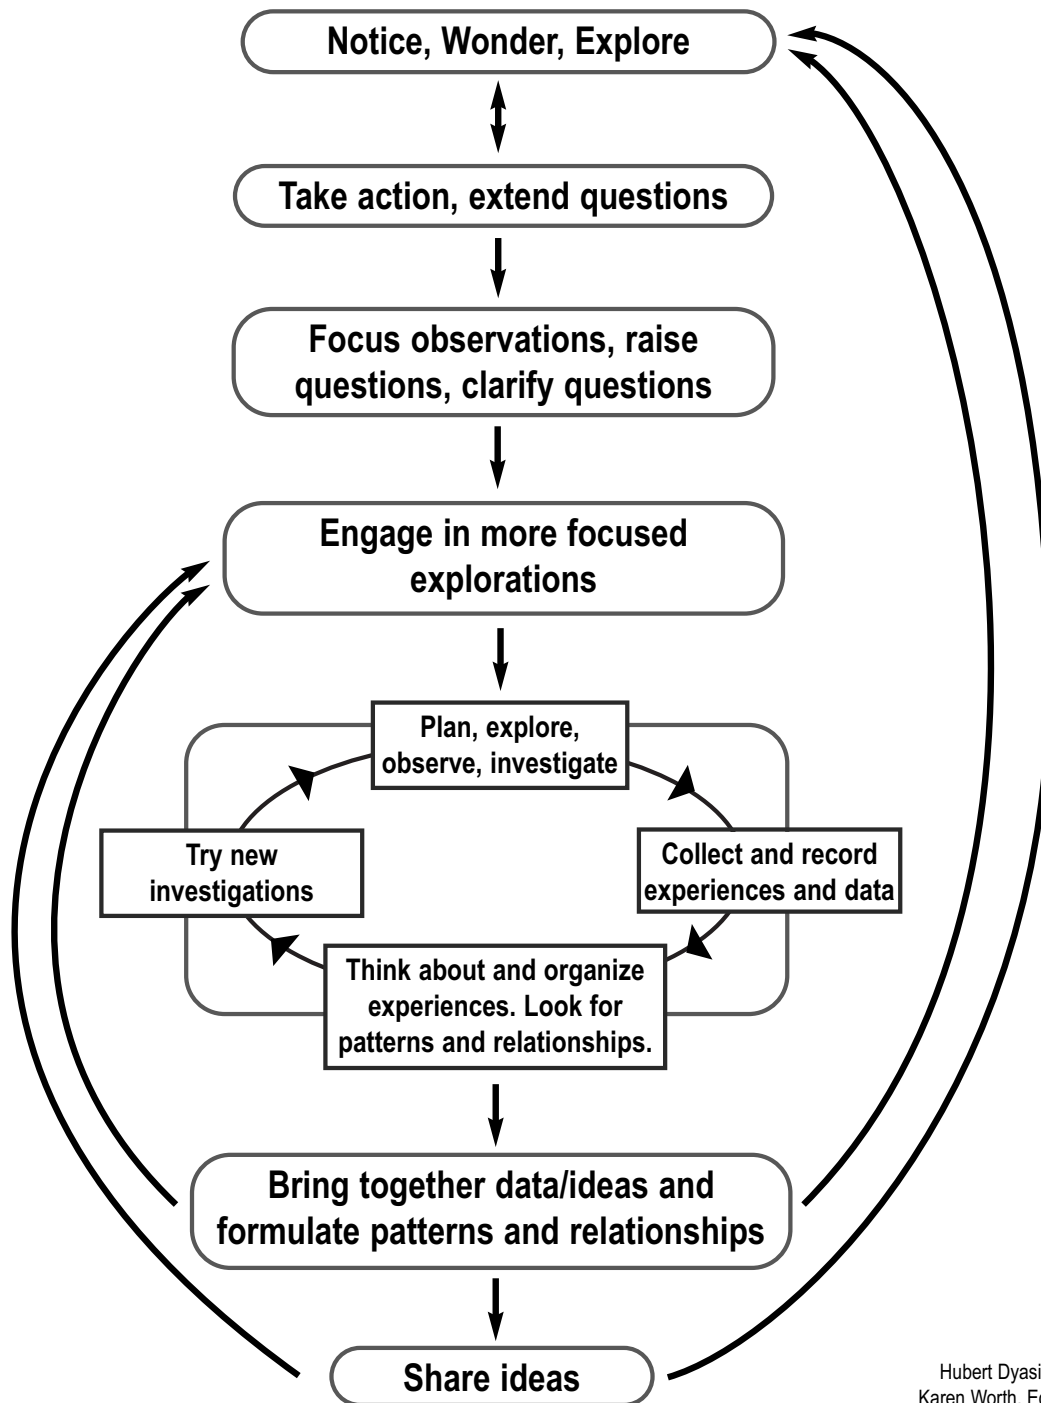 Notice, Wonder, Explore
Take action, extend questions
Focus observations, raise
questions, clarify questions
Engage in more focused
explorations
Plan, explore,
observe, investigate
Try new
investigations
Collect and record
experiences and data
Think about and organize
experiences. Look for
patterns and relationships.
Bring together data/ideas and
formulate patterns and relationships
Share ideas
Hubert Dyasi
Karen Worth,